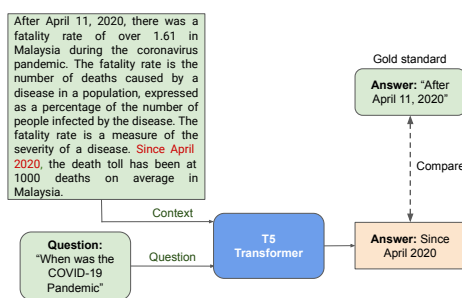 After April 11, 2020, there was a
fatality rate of over 1.61 in
Malaysia during the coronavirus
pandemic. The fatality rate is the
number of deaths caused by a
disease in a population, expressed
as a percentage of the number of
people infected by the disease. The
fatality rate is a measure of the
severity of a disease. Since April
2020, the death toll has been at
1000 deaths on average in
Malaysia.
Gold standard
Answer: “After
April 11, 2020”
Compare
Context
Question:
“When was the
COVID-19
Pandemic”
Question
T5
Transformer
Answer: Since
April 2020